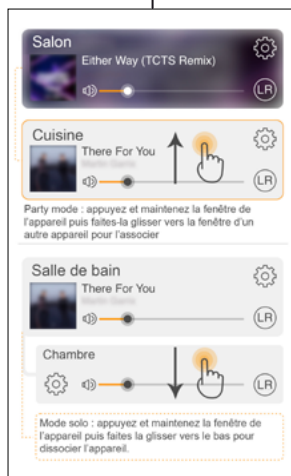 Salon
Either Way (TCTS Remix)
LR
Cuisine
There For You
LR
Party mode : appuyez et maintenez la fenêtre de
l'appareil puis faites-la glisser vers la fenêtre d'un
autre appareil pour l'associer
Salle de bain
There For You
LR
Chambre
LR
Mode solo : appuyez et maintenez la fenêtre de
l'appareil puis faites la glisser vers le bas pour
dissocier l'appareil.